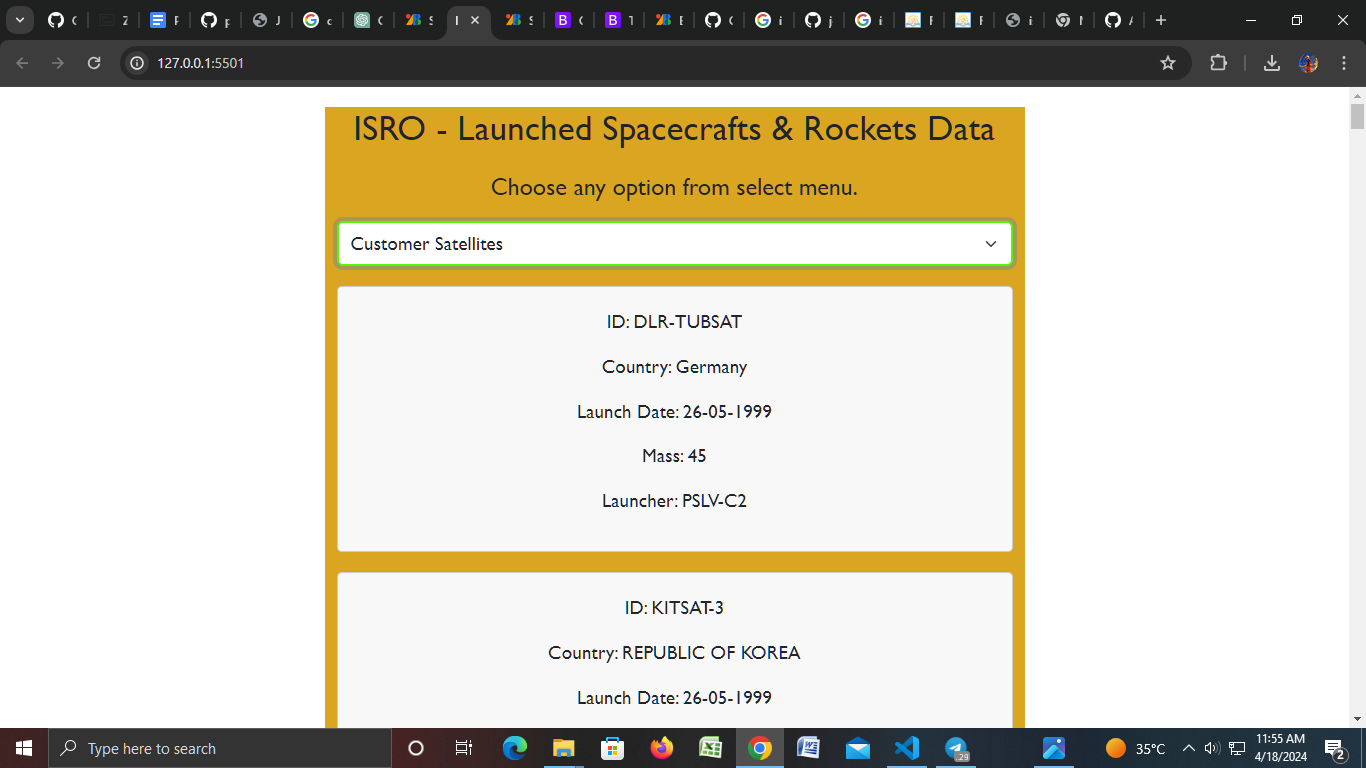 127.0.0.1:5501
ISRO - Launched Spacecrafts & Rockets Data
Choose any option from select menu.
Customer Satellites
ID: DLR-TUBSAT
Country: Germany
Launch Date: 26-05-1999
Mass: 45
Launcher: PSLV-C2
ID: KITSAT-3
Country: REPUBLIC OF KOREA
Launch Date: 26-05-1999
Type here to search
35°C
11:55 AM
4/18/2024
2